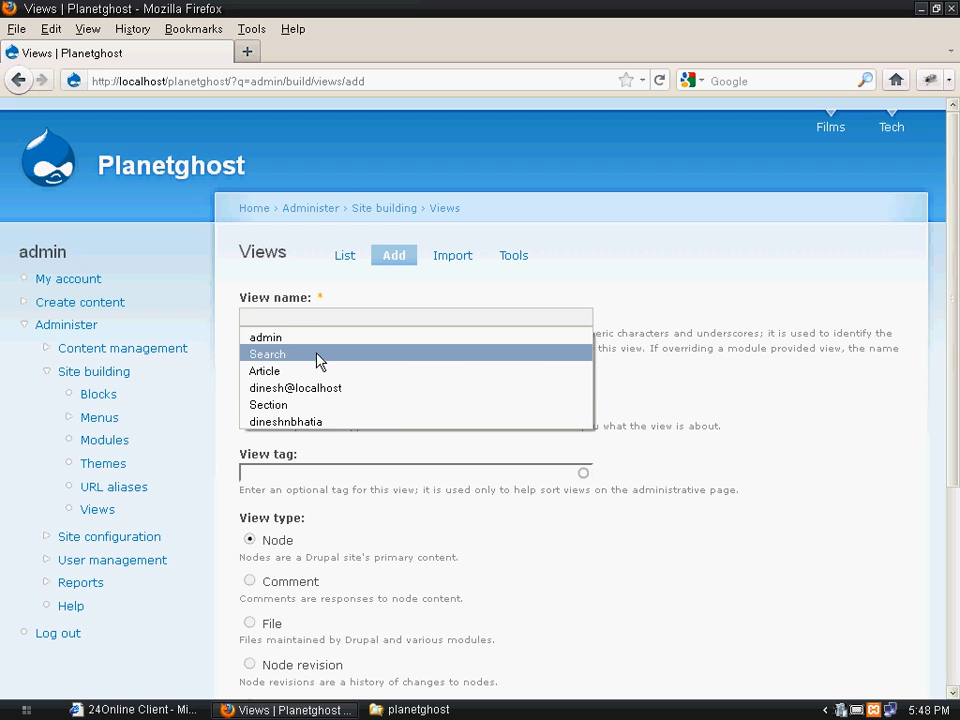 Views | Planetghost - Mozilla Firefox
File Edit View History Bookmarks Tools Help
Views | Planetghost
http://localhost/planetghost/?q=admin/build/views/add
Google
Films Tech
Planetghost
Home › Administer › Site building › Views
admin
My account
Create content
Administer
Content management
Site building
Blocks
Menus
Modules
Themes
URL aliases
Views
Site configuration
User management
Reports
Help
Log out
Views List Add Import Tools
View name: *
eric characters and underscores; it is used to identify the
this view. If overriding a module provided view, the name
admin
Search
Article
dinesh@localhost
Section
dineshnbhatia
what the view is about.
View tag:
Enter an optional tag for this view; it is used only to help sort views on the administrative page.
View type:
Node
Nodes are a Drupal site's primary content.
Comment
Comments are responses to node content.
File
Files maintained by Drupal and various modules.
Node revision
Node revisions are a history of changes to nodes.
24Online Client - Mi...
Views | Planetghost ...
planetghost
5:48 PM